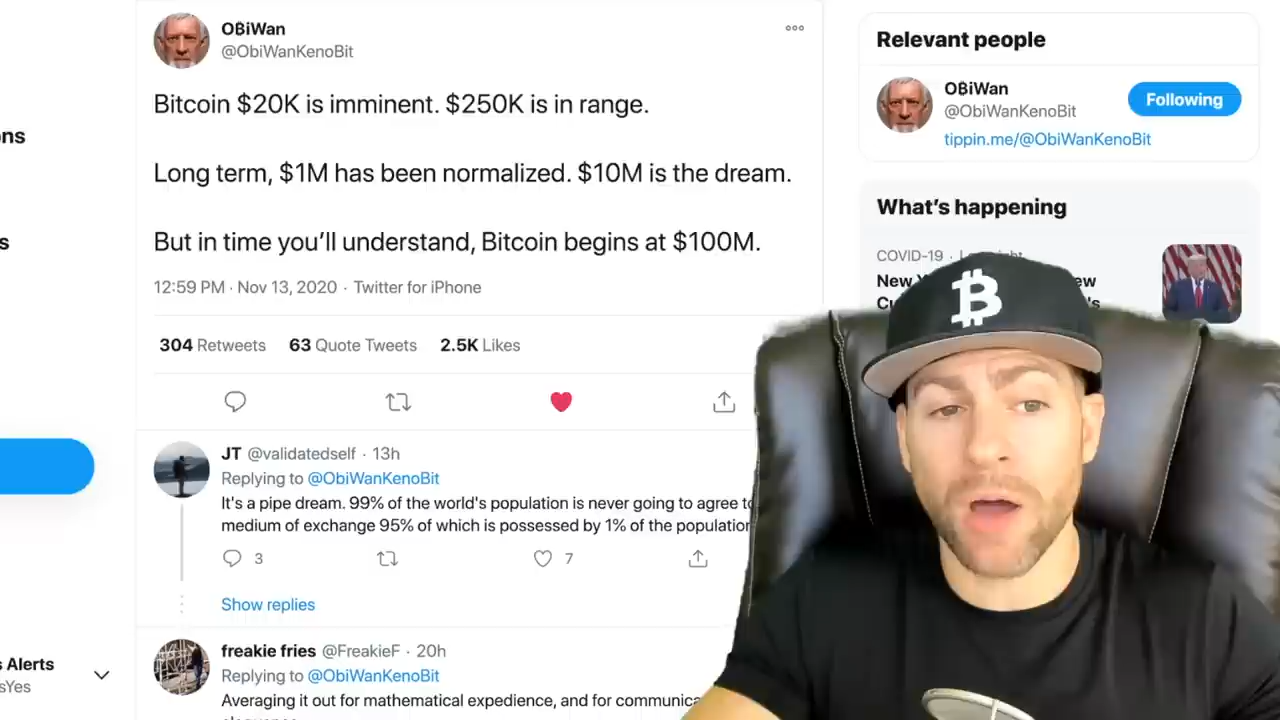 ns
s
s Alerts
sYes
OɃiWan
@ObiWanKenoBit
Bitcoin $20K is imminent. $250K is in range.
Long term, $1M has been normalized. $10M is the dream.
But in time you’ll understand, Bitcoin begins at $100M.
12:59 PM · Nov 13, 2020 · Twitter for iPhone
304 Retweets 63 Quote Tweets 2.5K Likes
JT @validatedself · 13h
Replying to @ObiWanKenoBit
It's a pipe dream. 99% of the world's population is never going to agree to
medium of exchange 95% of which is possessed by 1% of the population
3 7
Show replies
freakie fries @FreakieF · 20h
Replying to @ObiWanKenoBit
Averaging it out for mathematical expedience, and for communica
Relevant people
OɃiWan
@ObiWanKenoBit
Following
tippin.me/@ObiWanKenoBit
What’s happening
COVID-19 ·
New
₿